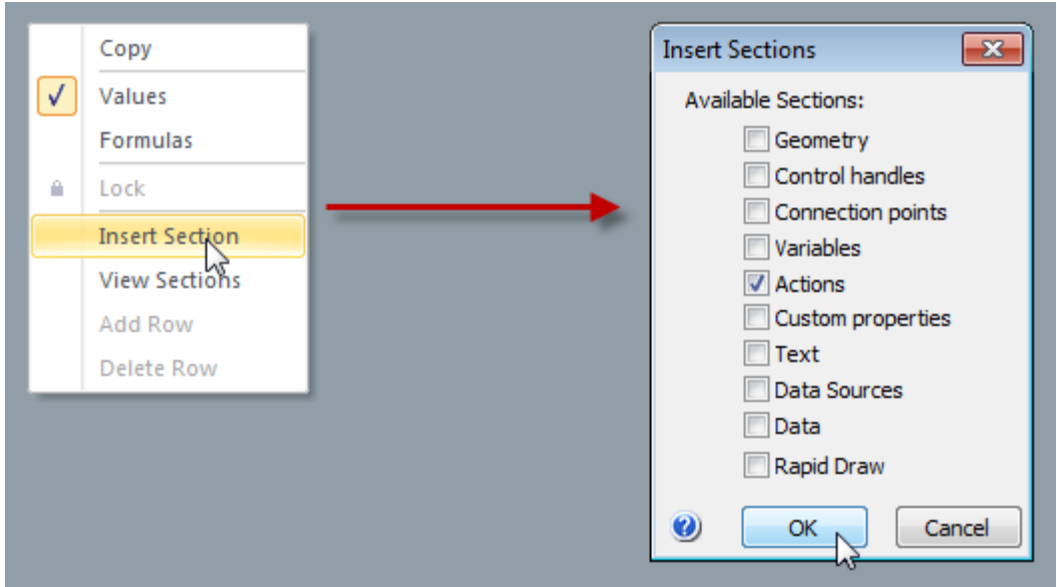 Copy
Values
Formulas
Lock
Insert Section
View Sections
Add Row
Delete Row
Insert Sections
Available Sections:
Geometry
Control handles
Connection points
Variables
Actions
Custom properties
Text
Data Sources
Data
Rapid Draw
OK
Cancel